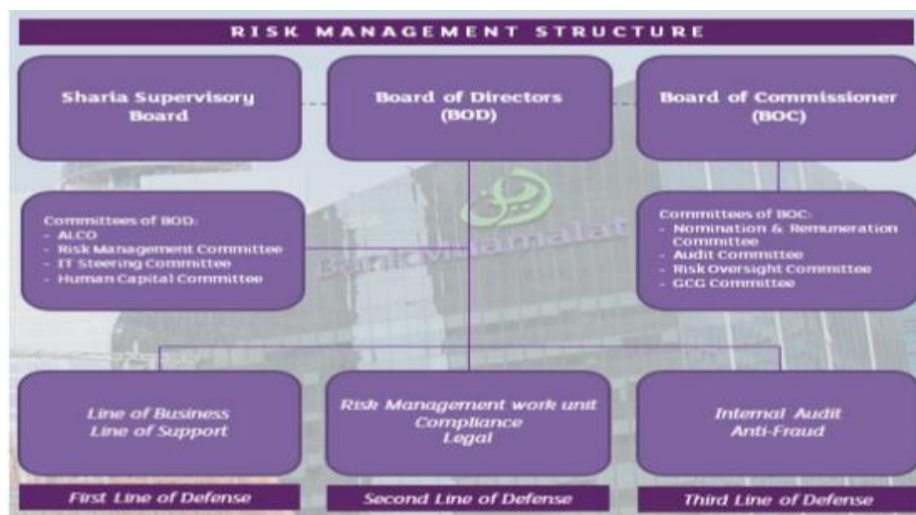 RISK MANAGEMENT STRUCTURE
Sharia Supervisory
Board
Board of Directors
(BOD)
Board of Commissioner
(BOC)
Committees of BOD:
- ALCO
- Risk Management Committee
- IT Steering Committee
- Human Capital Committee
Bank Muamalat
Committees of BOC:
- Nomination & Remuneration
Committee
- Audit Committee
- Risk Oversight Committee
- GCG Committee
Line of Business
Line of Support
Risk Management work unit
Compliance
Legal
Internal Audit
Anti-Fraud
First Line of Defense
Second Line of Defense
Third Line of Defense